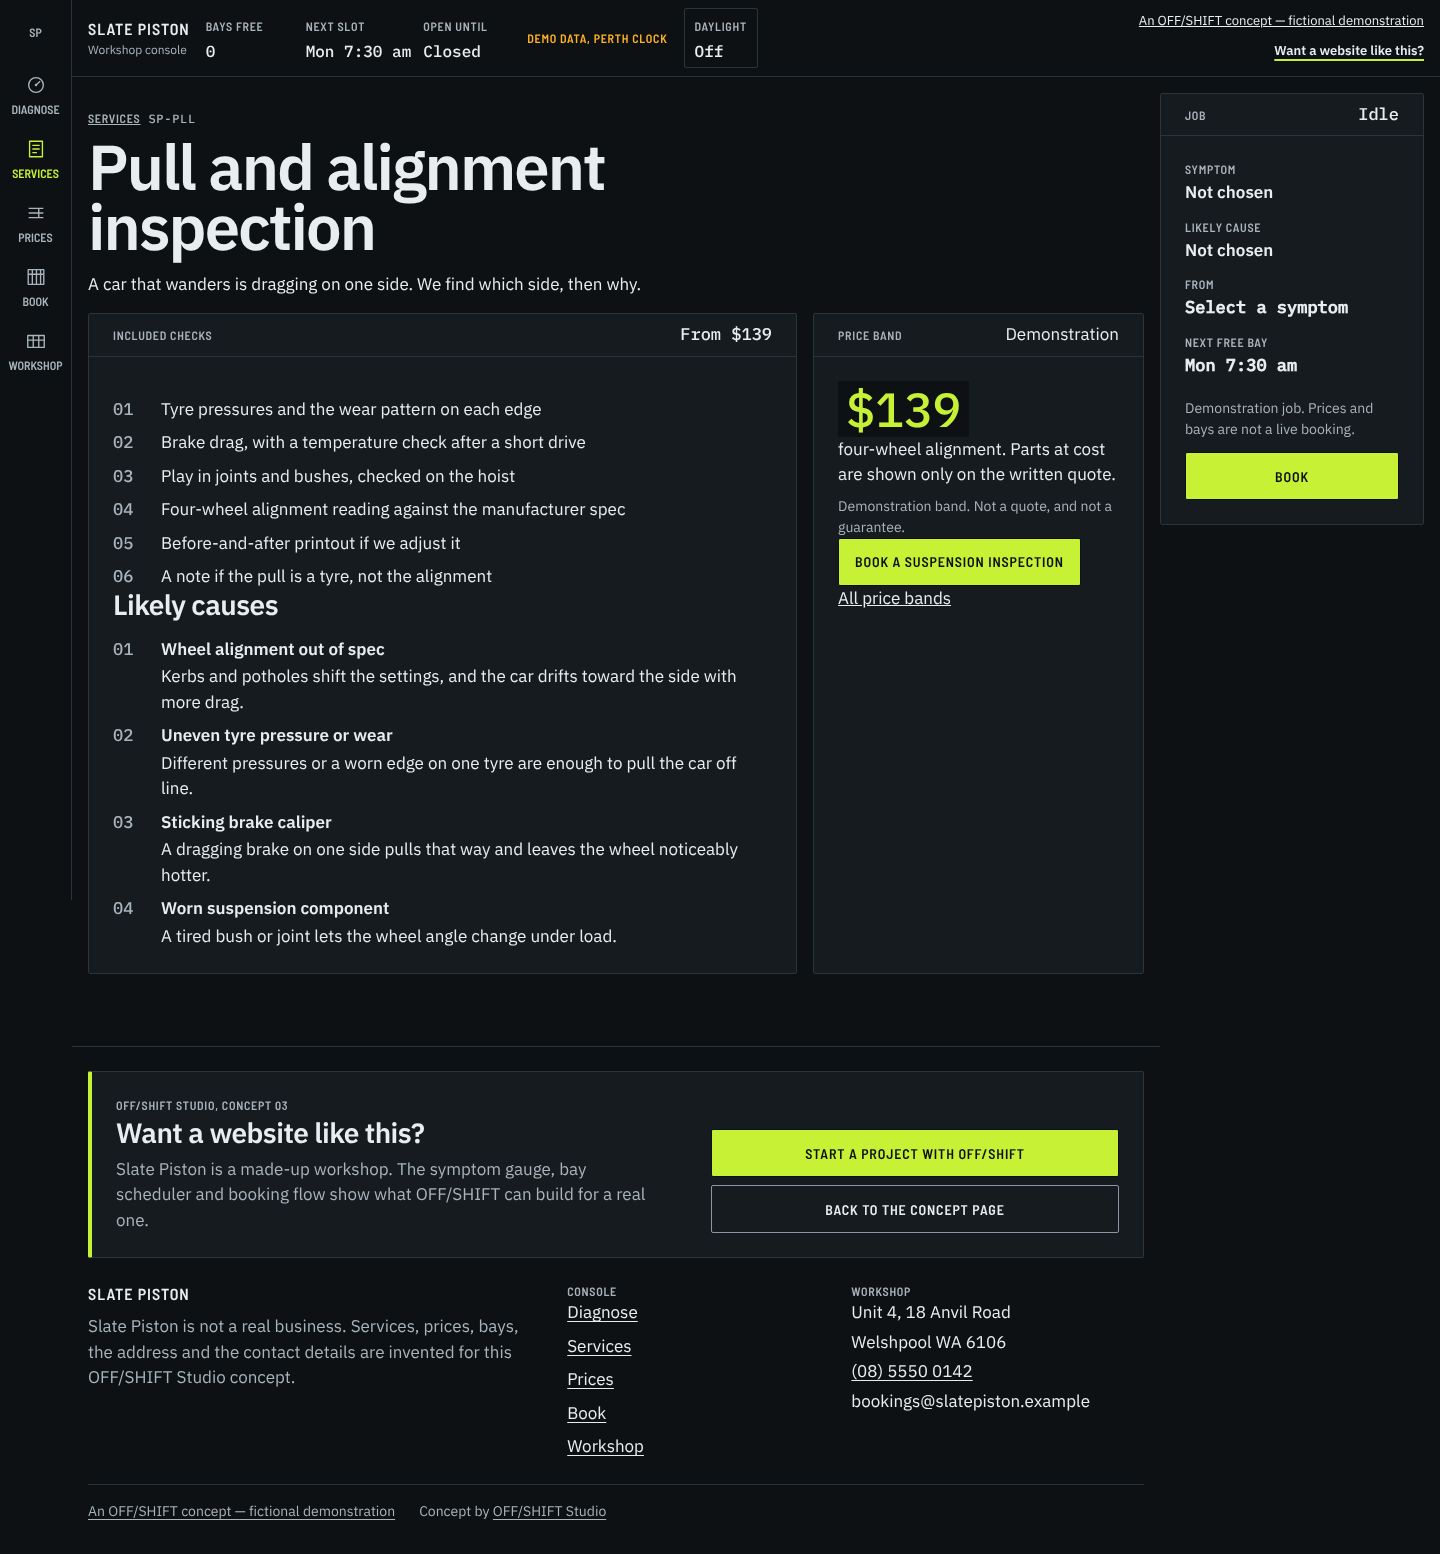 SP
DIAGNOSE
SERVICES
PRICES
BOOK
WORKSHOP
SLATE PISTON
Workshop console
BAYS FREE
0
NEXT SLOT
Mon 7:30 am
OPEN UNTIL
Closed
DEMO DATA, PERTH CLOCK
DAYLIGHT
Off
An OFF/SHIFT concept — fictional demonstration
Want a website like this?
SERVICES SP-PLL
Pull and alignment
inspection
A car that wanders is dragging on one side. We find which side, then why.
INCLUDED CHECKS
From $139
01 Tyre pressures and the wear pattern on each edge
02 Brake drag, with a temperature check after a short drive
03 Play in joints and bushes, checked on the hoist
04 Four-wheel alignment reading against the manufacturer spec
05 Before-and-after printout if we adjust it
06 A note if the pull is a tyre, not the alignment
Likely causes
01 Wheel alignment out of spec
Kerbs and potholes shift the settings, and the car drifts toward the side with
more drag.
02 Uneven tyre pressure or wear
Different pressures or a worn edge on one tyre are enough to pull the car off
line.
03 Sticking brake caliper
A dragging brake on one side pulls that way and leaves the wheel noticeably
hotter.
04 Worn suspension component
A tired bush or joint lets the wheel angle change under load.
PRICE BAND
Demonstration
$139
four-wheel alignment. Parts at cost
are shown only on the written quote.
Demonstration band. Not a quote, and not a
guarantee.
BOOK A SUSPENSION INSPECTION
All price bands
JOB
Idle
SYMPTOM
Not chosen
LIKELY CAUSE
Not chosen
FROM
Select a symptom
NEXT FREE BAY
Mon 7:30 am
Demonstration job. Prices and
bays are not a live booking.
BOOK
OFF/SHIFT STUDIO, CONCEPT 03
Want a website like this?
Slate Piston is a made-up workshop. The symptom gauge, bay
scheduler and booking flow show what OFF/SHIFT can build for a real
one.
START A PROJECT WITH OFF/SHIFT
BACK TO THE CONCEPT PAGE
SLATE PISTON
Slate Piston is not a real business. Services, prices, bays,
the address and the contact details are invented for this
OFF/SHIFT Studio concept.
CONSOLE
Diagnose
Services
Prices
Book
Workshop
WORKSHOP
Unit 4, 18 Anvil Road
Welshpool WA 6106
(08) 5550 0142
bookings@slatepiston.example
An OFF/SHIFT concept — fictional demonstration
Concept by OFF/SHIFT Studio